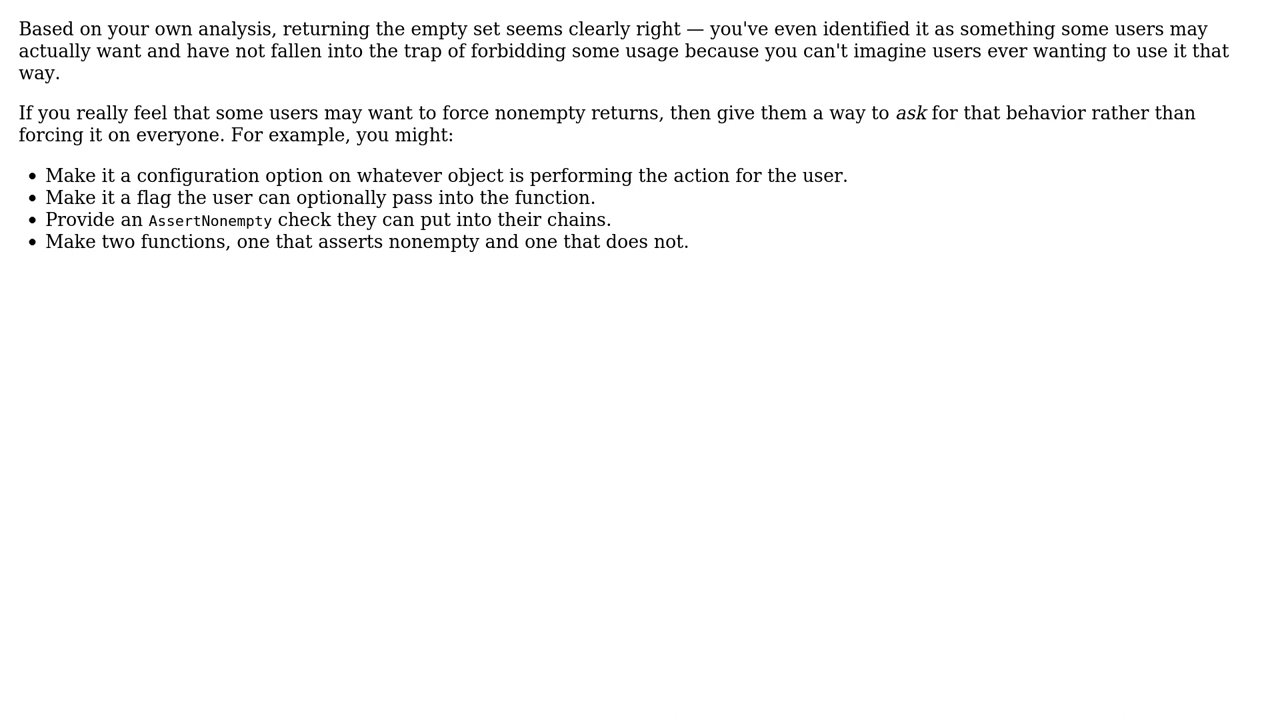 Based on your own analysis, returning the empty set seems clearly right — you've even identified it as something some users may
actually want and have not fallen into the trap of forbidding some usage because you can't imagine users ever wanting to use it that
way.
If you really feel that some users may want to force nonempty returns, then give them a way to ask for that behavior rather than
forcing it on everyone. For example, you might:
• Make it a configuration option on whatever object is performing the action for the user.
• Make it a flag the user can optionally pass into the function.
• Provide an AssertNonempty check they can put into their chains.
• Make two functions, one that asserts nonempty and one that does not.